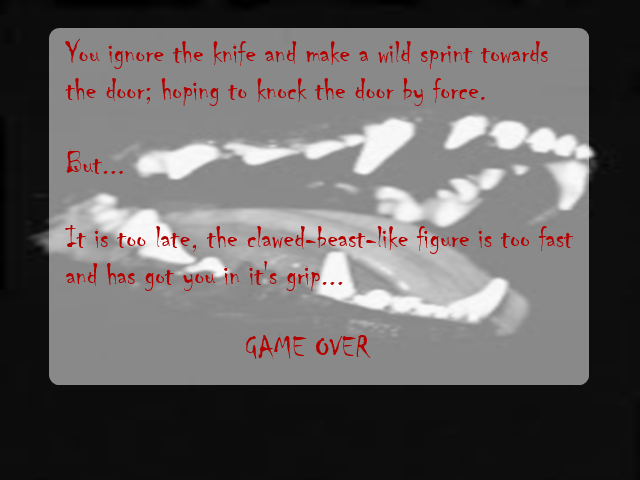 You ignore the knife and make a wild sprint towards
the door; hoping to knock the door by force.
But...
It is too late, the clawed-beast-like figure is too fast
and has got you in it's grip...
GAME OVER